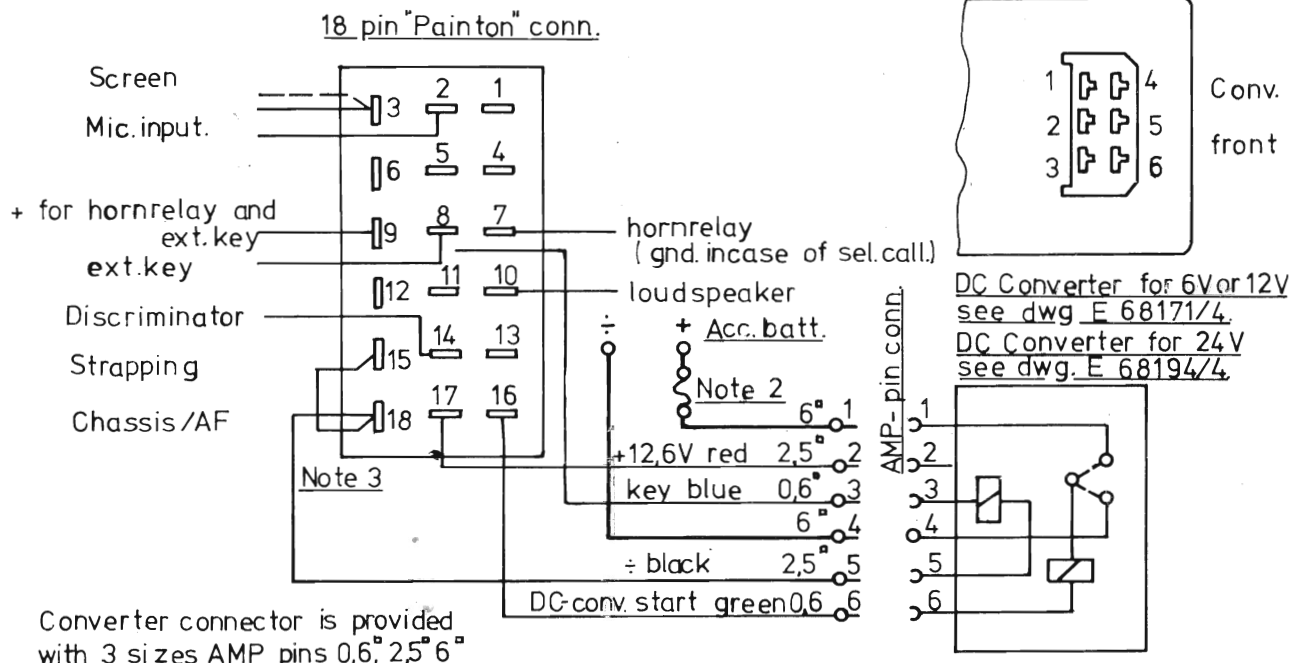 18 pin "Painton" conn.
Screen
Mic. input.
+ for hornrelay and
ext. key
ext. key
Discriminator
Strapping
Chassis/AF
3 2 1
6 5 4
9 8 7
12 11 10
15 14 13
18 17 16
Note 3
hornrelay
( gnd. incase of sel. call.)
loudspeaker
÷ + Acc. batt.
Note 2
6▫ 1
+12,6V red 2,5▫ 2
key blue 0,6▫ 3
6▫ 4
÷ black 2,5▫ 5
DC-conv. start green 0,6 6
AMP-pin conn.
1
2
3
4
5
6
1 4
2 5
3 6
Conv.
front
DC Converter for 6V or 12V
see dwg E 68171/4.
DC Converter for 24V
see dwg. E 68194/4
Converter connector is provided
with 3 sizes AMP pins 0,6▫, 2,5▫ 6▫